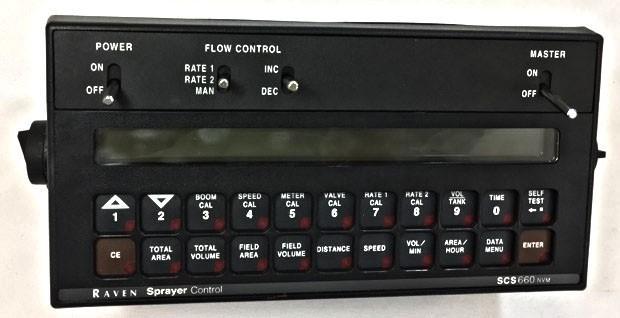 POWER
ON
OFF
FLOW CONTROL
RATE 1
RATE 2
MAN
INC
DEC
MASTER
ON
OFF
1
2
BOOM CAL 3
SPEED CAL 4
METER CAL 5
VALVE CAL 6
RATE 1 CAL 7
RATE 2 CAL 8
VOL TANK 9
TIME 0
SELF TEST
CE
TOTAL AREA
TOTAL VOLUME
FIELD AREA
FIELD VOLUME
DISTANCE
SPEED
VOL/ MIN
AREA/ HOUR
DATA MENU
ENTER
RAVEN Sprayer Control
SCS660 NVM